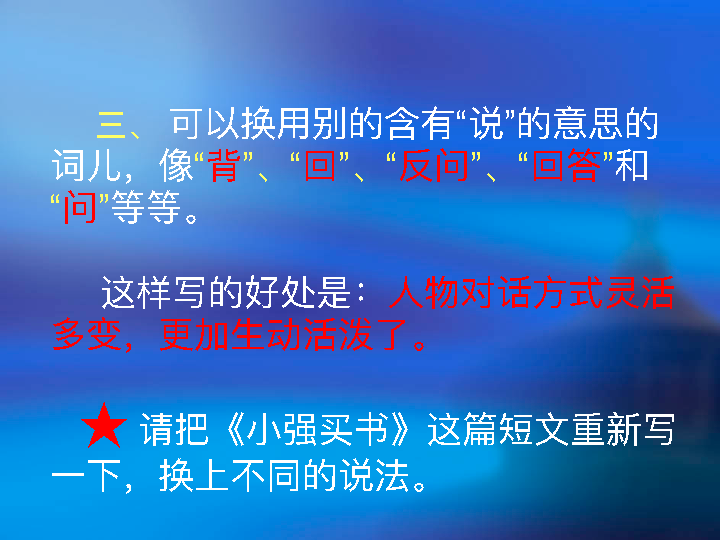 三、 可以换用别的含有“说”的意思的
词儿，像“背”、“回”、“反问”、“回答”和
“问”等等。
这样写的好处是：人物对话方式灵活
多变，更加生动活泼了。
★ 请把《小强买书》这篇短文重新写
一下，换上不同的说法。